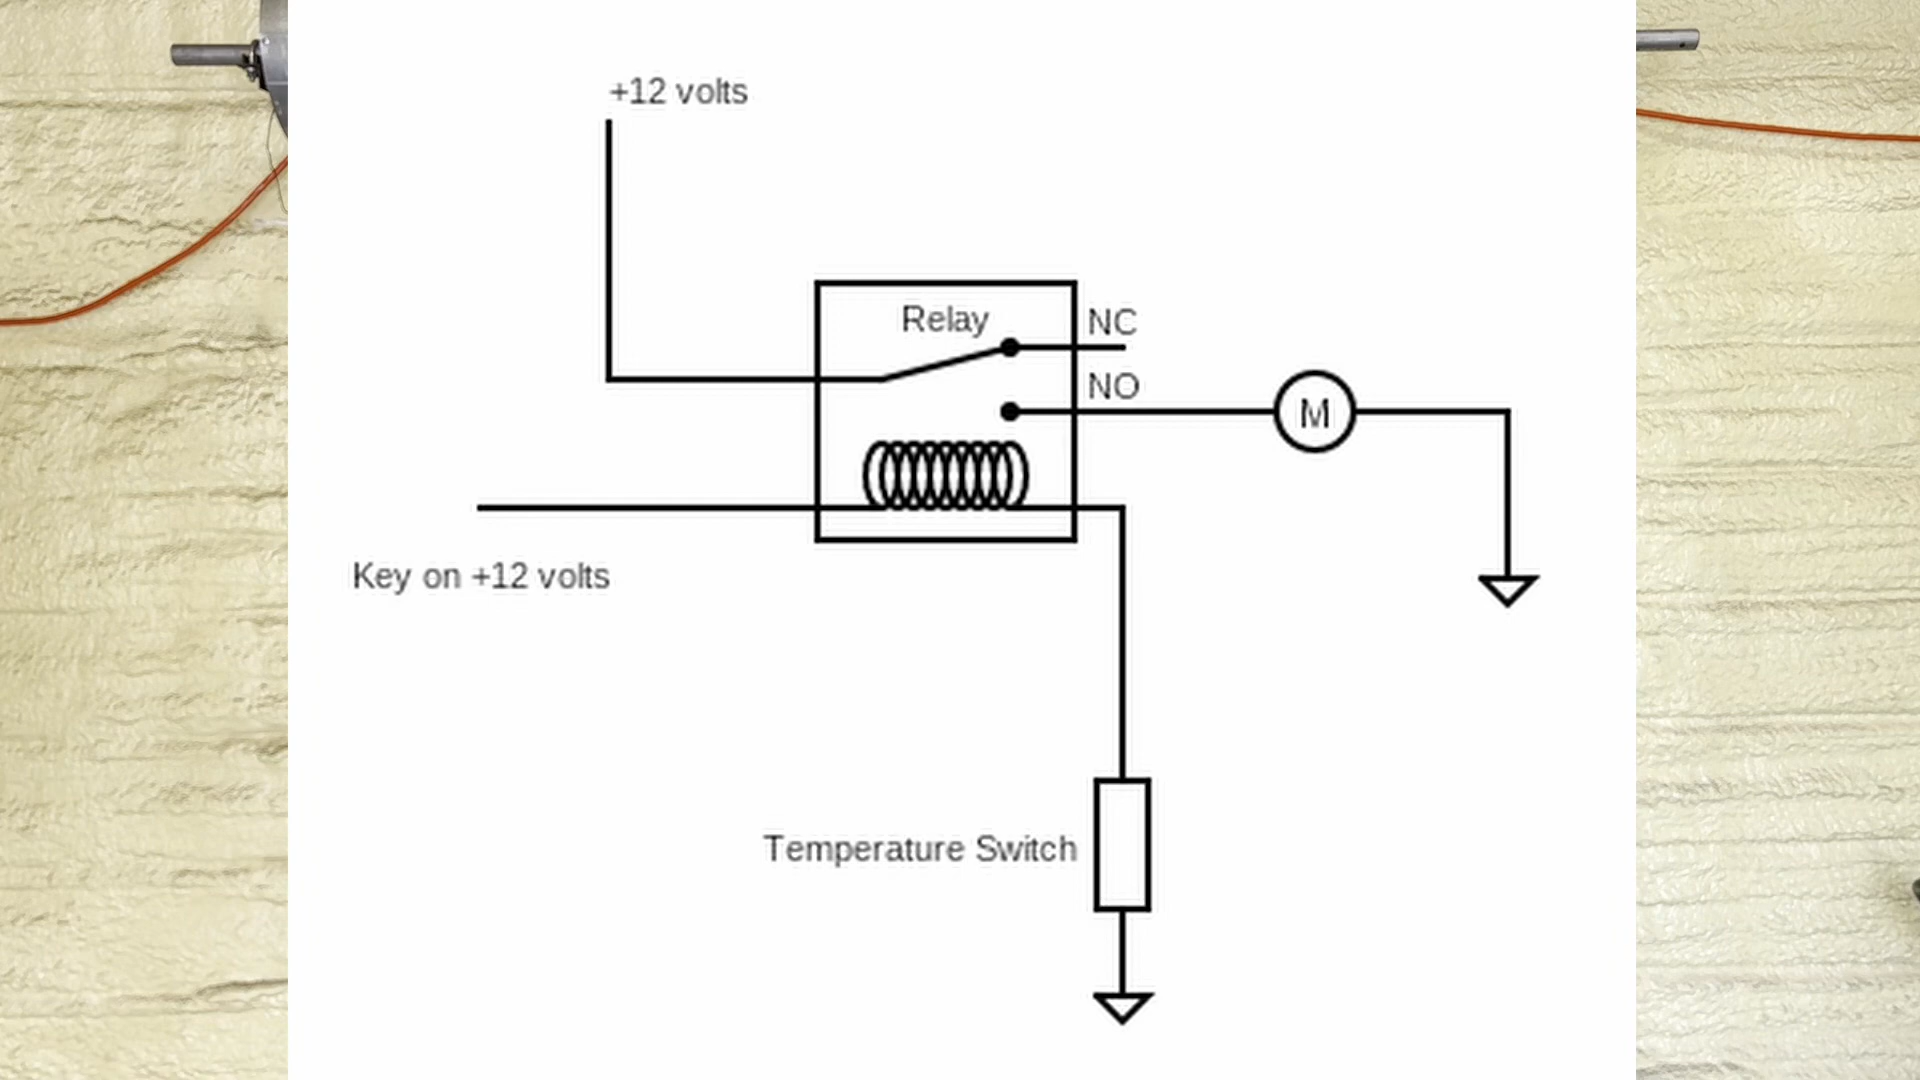 +12 volts
Relay
NC
NO
M
Key on +12 volts
Temperature Switch